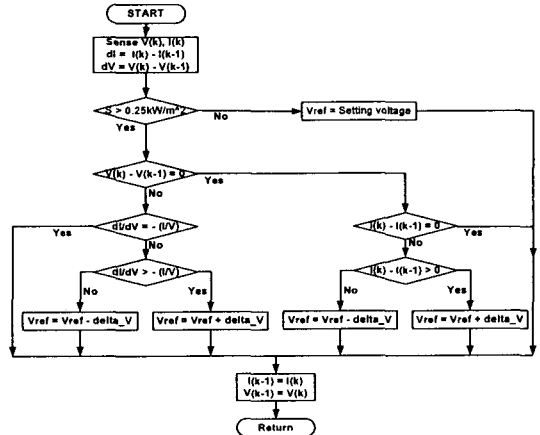 START
Sense V(k), I(k)
dI = I(k) - I(k-1)
dV = V(k) - V(k-1)
S > 0.25kW/m^2
No
Vref = Setting voltage
Yes
V(k) - V(k-1) = 0
Yes
No
Yes
dI/dV = - (I/V)
I(k) - I(k-1) = 0
Yes
No
No
dI/dV > - (I/V)
I(k) - I(k-1) > 0
No
Yes
No
Yes
Vref = Vref - delta_V
Vref = Vref + delta_V
Vref = Vref - delta_V
Vref = Vref + delta_V
I(k-1) = I(k)
V(k-1) = V(k)
Return